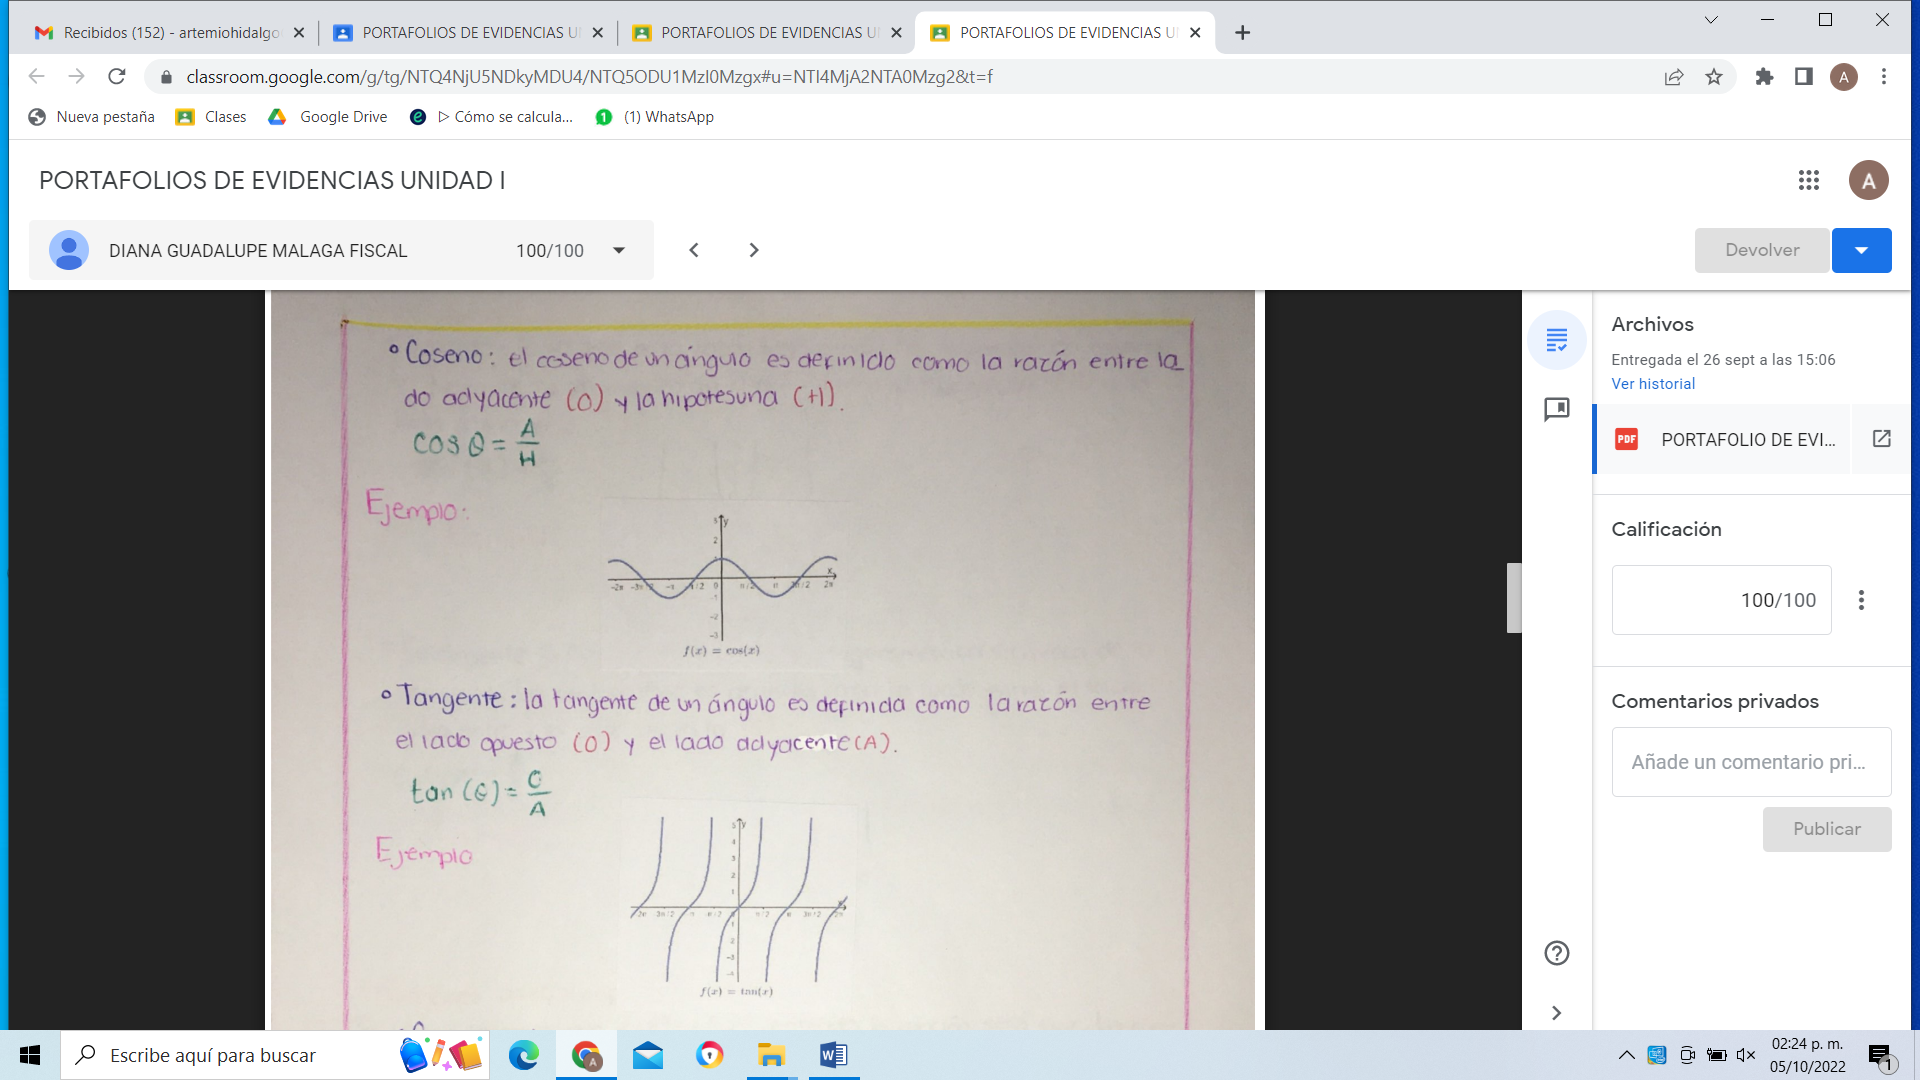 Recibidos (152) - artemiohidalgo
PORTAFOLIOS DE EVIDENCIAS U
PORTAFOLIOS DE EVIDENCIAS U
PORTAFOLIOS DE EVIDENCIAS U
classroom.google.com/g/tg/NTQ4NjU5NDkyMDU4/NTQ5ODU1MzI0Mzgx#u=NTI4MjA2NTA0Mzg2&t=f
A
Nueva pestaña
Clases
Google Drive
▷ Cómo se calcula...
(1) WhatsApp
PORTAFOLIOS DE EVIDENCIAS UNIDAD I
A
DIANA GUADALUPE MALAGA FISCAL
100/100
Devolver
° Coseno: el coseno de un ángulo es definido como la razón entre la
do adyacente (O) y la hipotesuna (H).
COS θ = A/H
Ejemplo:
f(x) = cos(x)
° Tangente: la tangente de un ángulo es definida como la razón entre
el lado opuesto (O) y el lado adyacente (A).
tan (θ) = O/A
Ejemplo
f(x) = tan(x)
Archivos
Entregada el 26 sept a las 15:06
Ver historial
PDF
PORTAFOLIO DE EVI...
Calificación
100/100
Comentarios privados
Añade un comentario pri...
Publicar
Escribe aquí para buscar
02:24 p. m.
05/10/2022
1